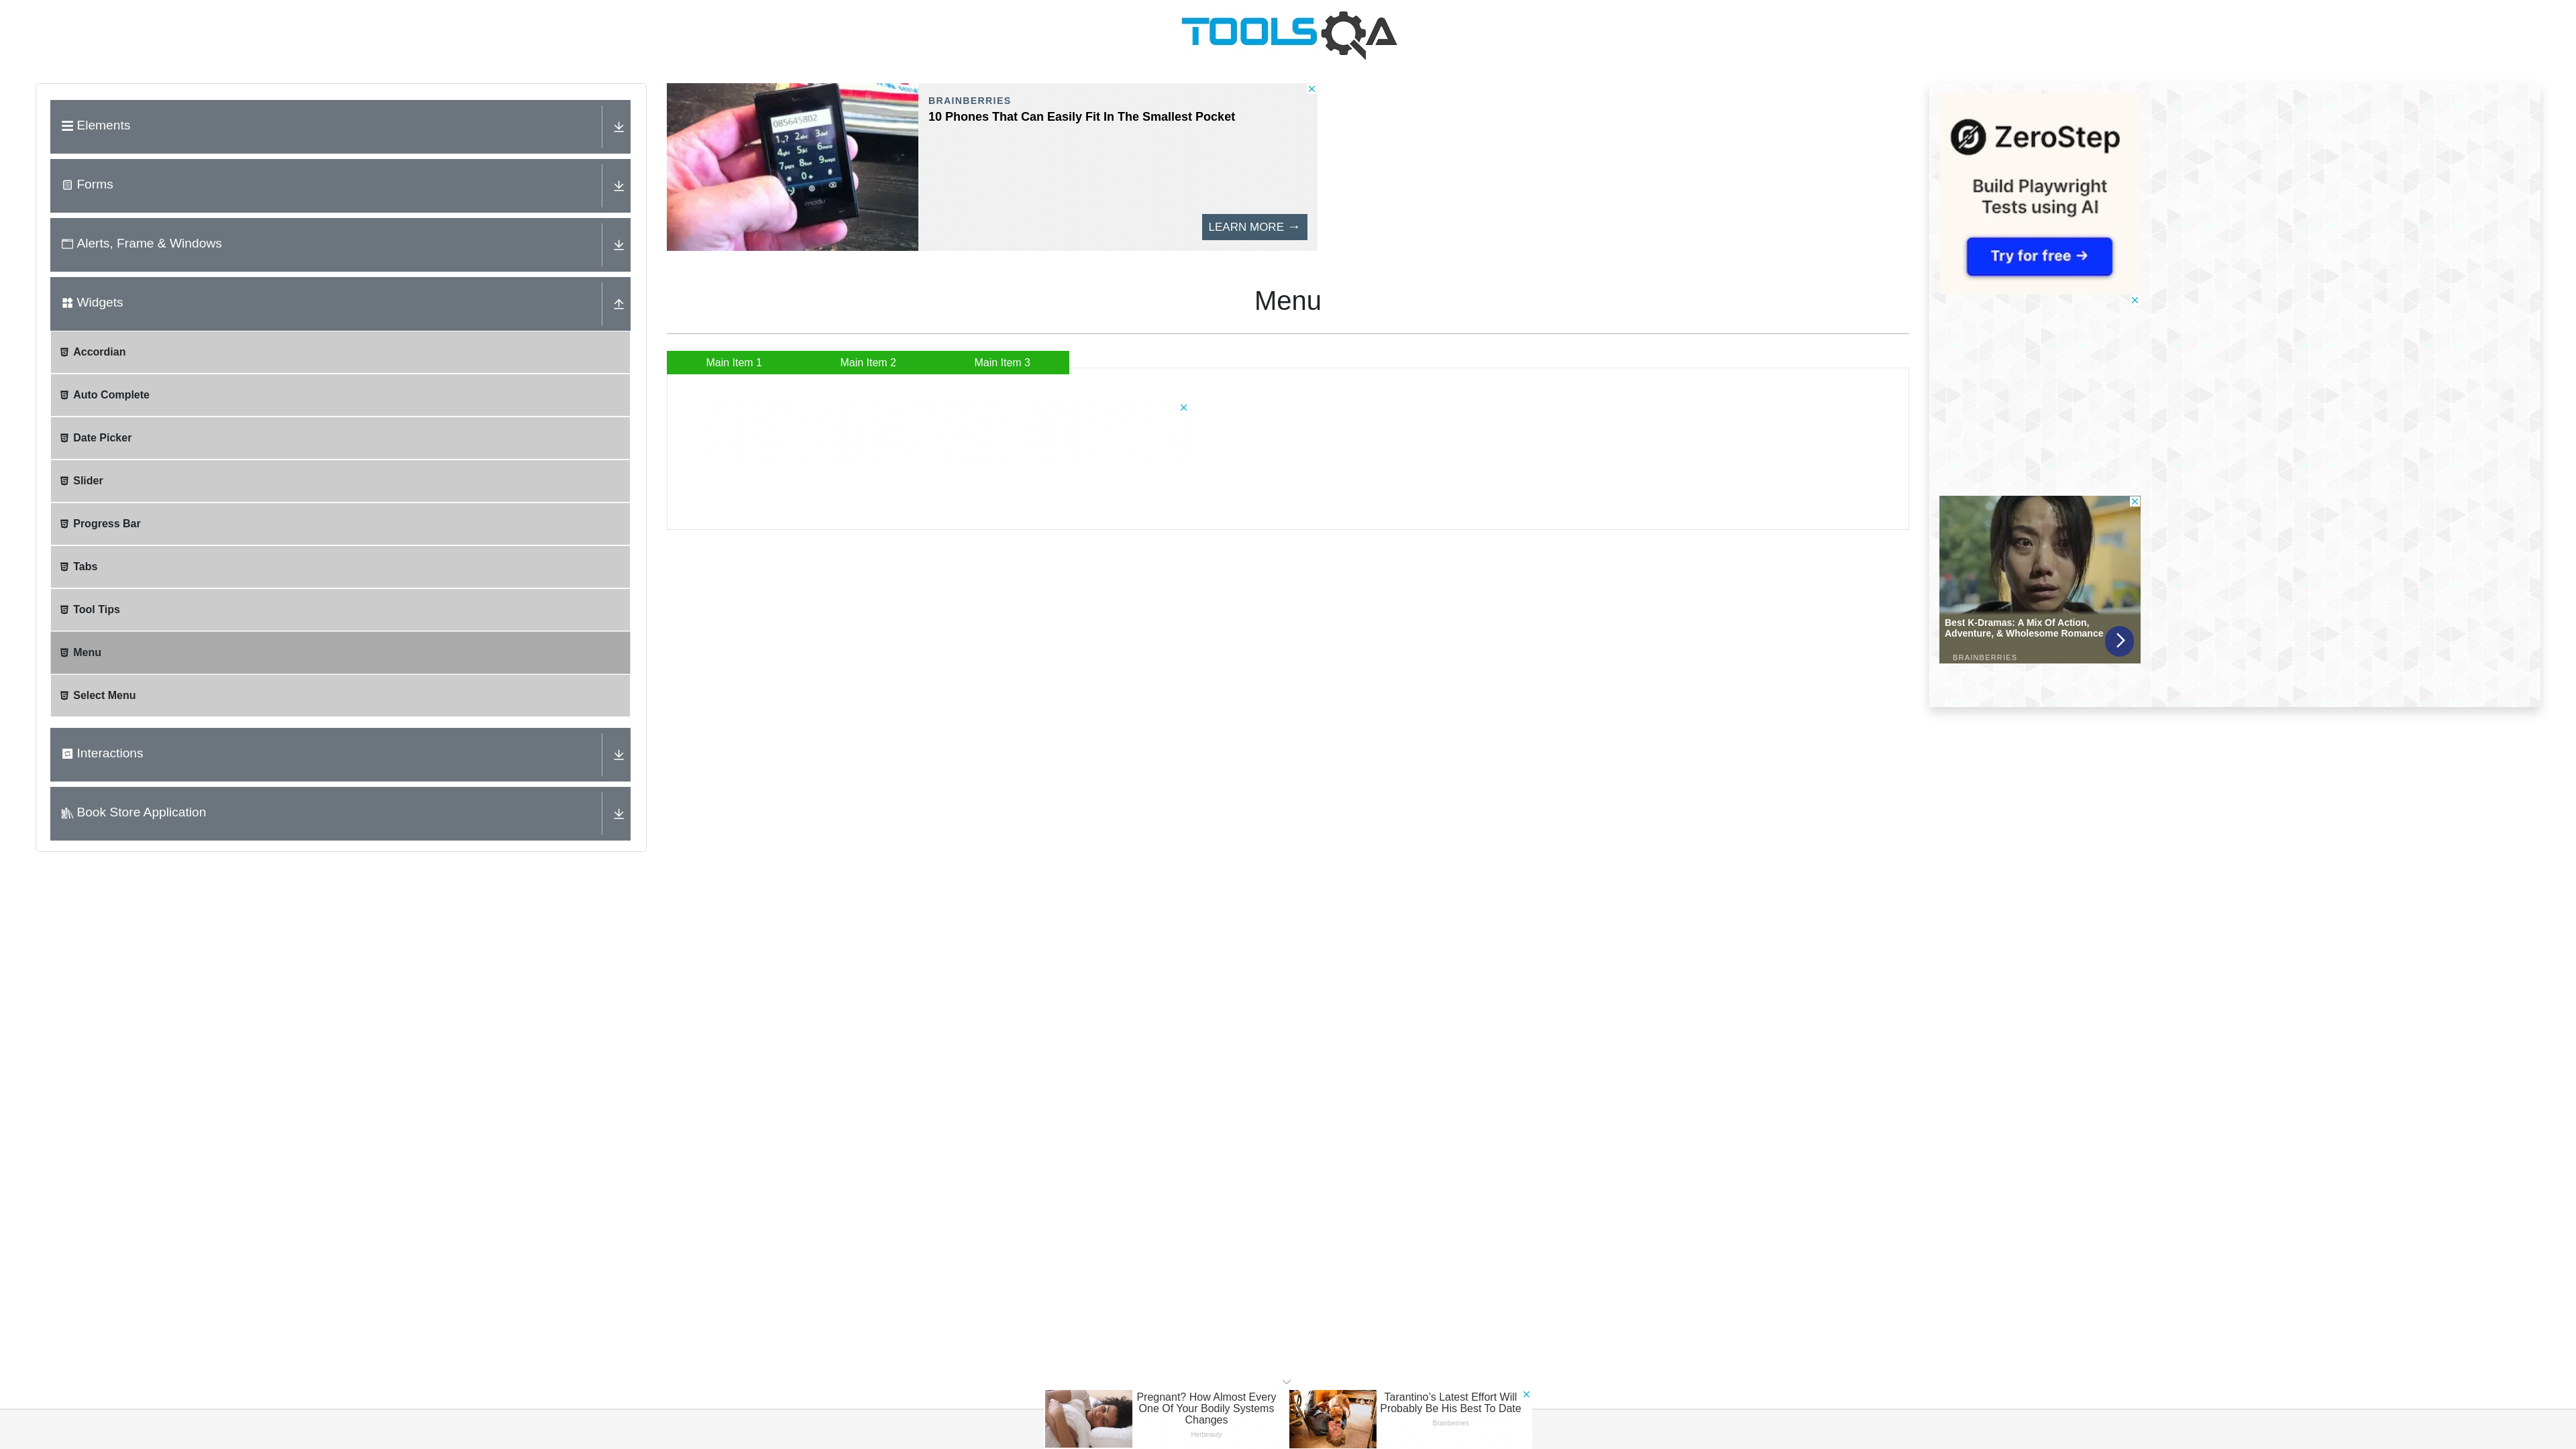 TOOLSQA
Elements
Forms
Alerts, Frame & Windows
Widgets
Accordian
Auto Complete
Date Picker
Slider
Progress Bar
Tabs
Tool Tips
Menu
Select Menu
Interactions
Book Store Application
085645802
BRAINBERRIES
10 Phones That Can Easily Fit In The Smallest Pocket
LEARN MORE →
Menu
Main Item 1
Main Item 2
Main Item 3
ZeroStep
Build Playwright
Tests using AI
Try for free →
Best K-Dramas: A Mix Of Action,
Adventure, & Wholesome Romance
BRAINBERRIES
Pregnant? How Almost Every
One Of Your Bodily Systems
Changes
Herbeauty
Tarantino's Latest Effort Will
Probably Be His Best To Date
Brainberries